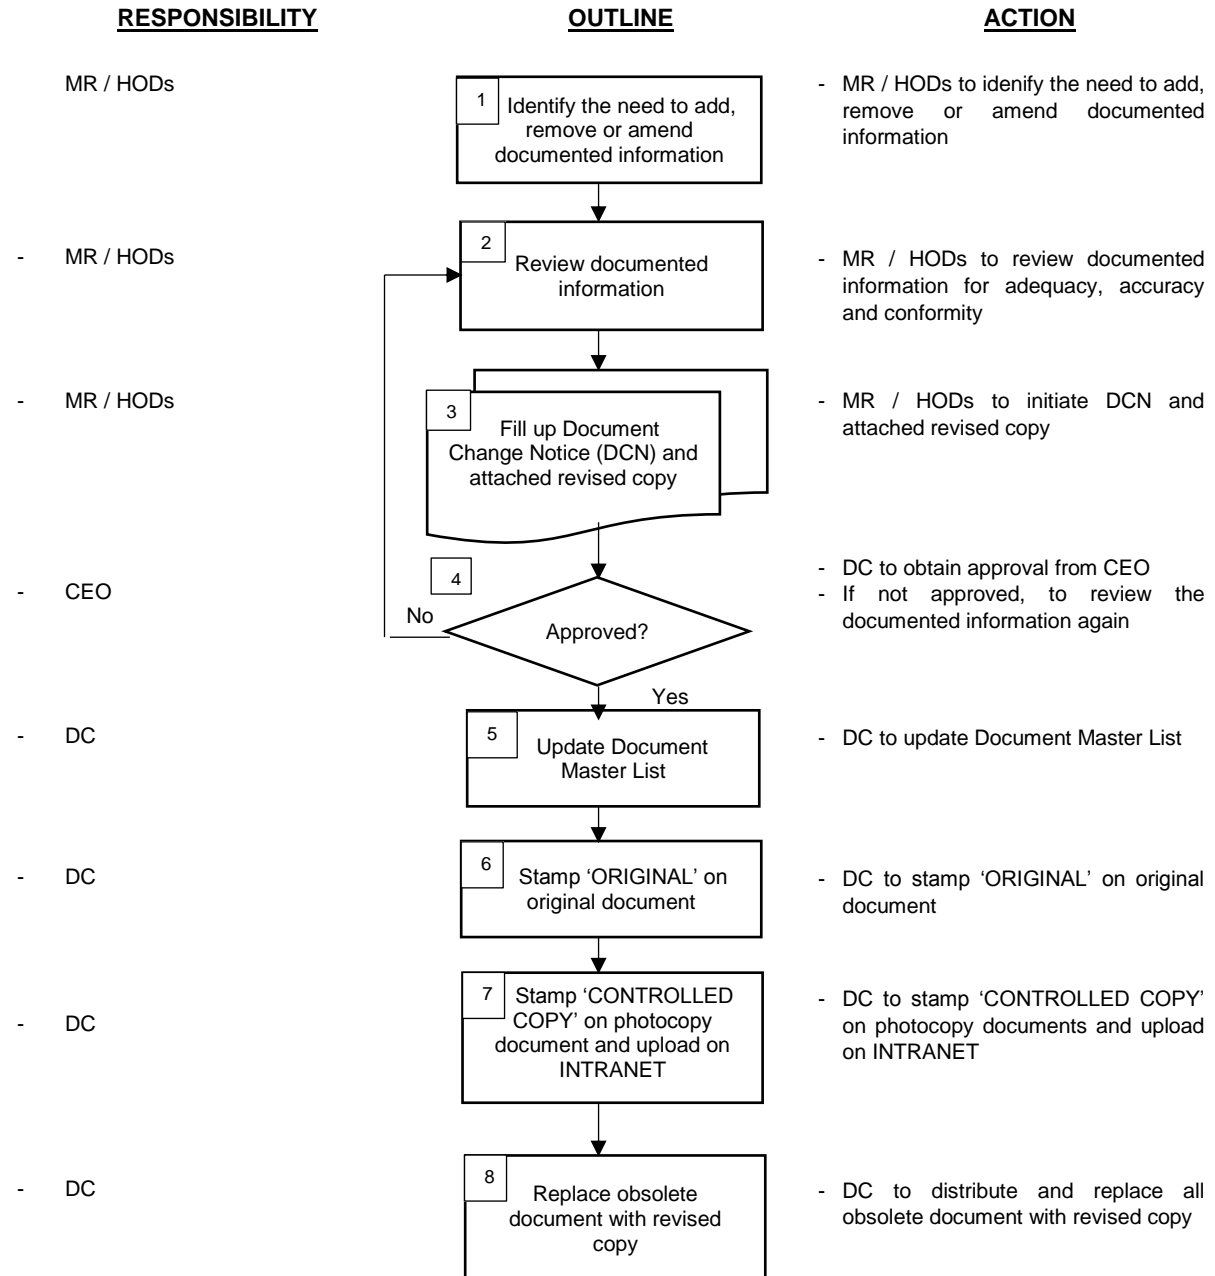 RESPONSIBILITY OUTLINE ACTION
MR / HODs
1
Identify the need to add,
remove or amend
documented information
- MR / HODs to idenify the need to add,
remove or amend documented
information
- MR / HODs
2
Review documented
information
- MR / HODs to review documented
information for adequacy, accuracy
and conformity
- MR / HODs
3
Fill up Document
Change Notice (DCN) and
attached revised copy
- MR / HODs to initiate DCN and
attached revised copy
- CEO
4
No
Approved?
Yes
- DC to obtain approval from CEO
- If not approved, to review the
documented information again
- DC
5
Update Document
Master List
- DC to update Document Master List
- DC
6
Stamp ‘ORIGINAL’ on
original document
- DC to stamp ‘ORIGINAL’ on original
document
- DC
7
Stamp ‘CONTROLLED
COPY’ on photocopy
document and upload on
INTRANET
- DC to stamp ‘CONTROLLED COPY’
on photocopy documents and upload
on INTRANET
- DC
8
Replace obsolete
document with revised
copy
- DC to distribute and replace all
obsolete document with revised copy